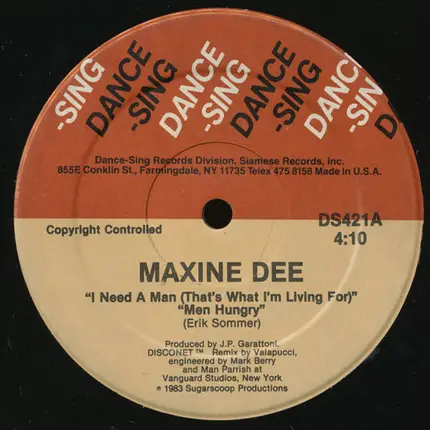 -SING DANCE -SING DANCE -SING DANCE -SING DANCE -SING DANCE
Dance-Sing Records Division, Siamese Records, Inc.
855E Conklin St., Farmingdale, NY 11735 Telex 475 8158 Made in U.S.A.
Copyright Controlled
DS421A
4:10
MAXINE DEE
"I Need A Man (That's What I'm Living For)"
"Men Hungry"
(Erik Sommer)
Produced by J.P. Garattoni.
DISCONET™ Remix by Vaiapucci,
engineered by Mark Berry
and Man Parrish at
Vanguard Studios, New York
℗ 1983 Sugarscoop Productions